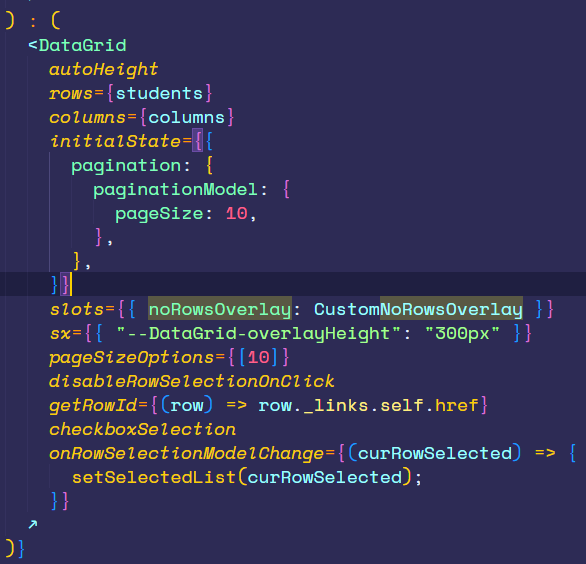 ) : (
<DataGrid
autoHeight
rows={students}
columns={columns}
initialState={{
pagination: {
paginationModel: {
pageSize: 10,
},
},
}}
slots={{ noRowsOverlay: CustomNoRowsOverlay }}
sx={{ "--DataGrid-overlayHeight": "300px" }}
pageSizeOptions={[10]}
disableRowSelectionOnClick
getRowId={(row) => row._links.self.href}
checkboxSelection
onRowSelectionModelChange={(curRowSelected) => {
setSelectedList(curRowSelected);
}}
↗
)}